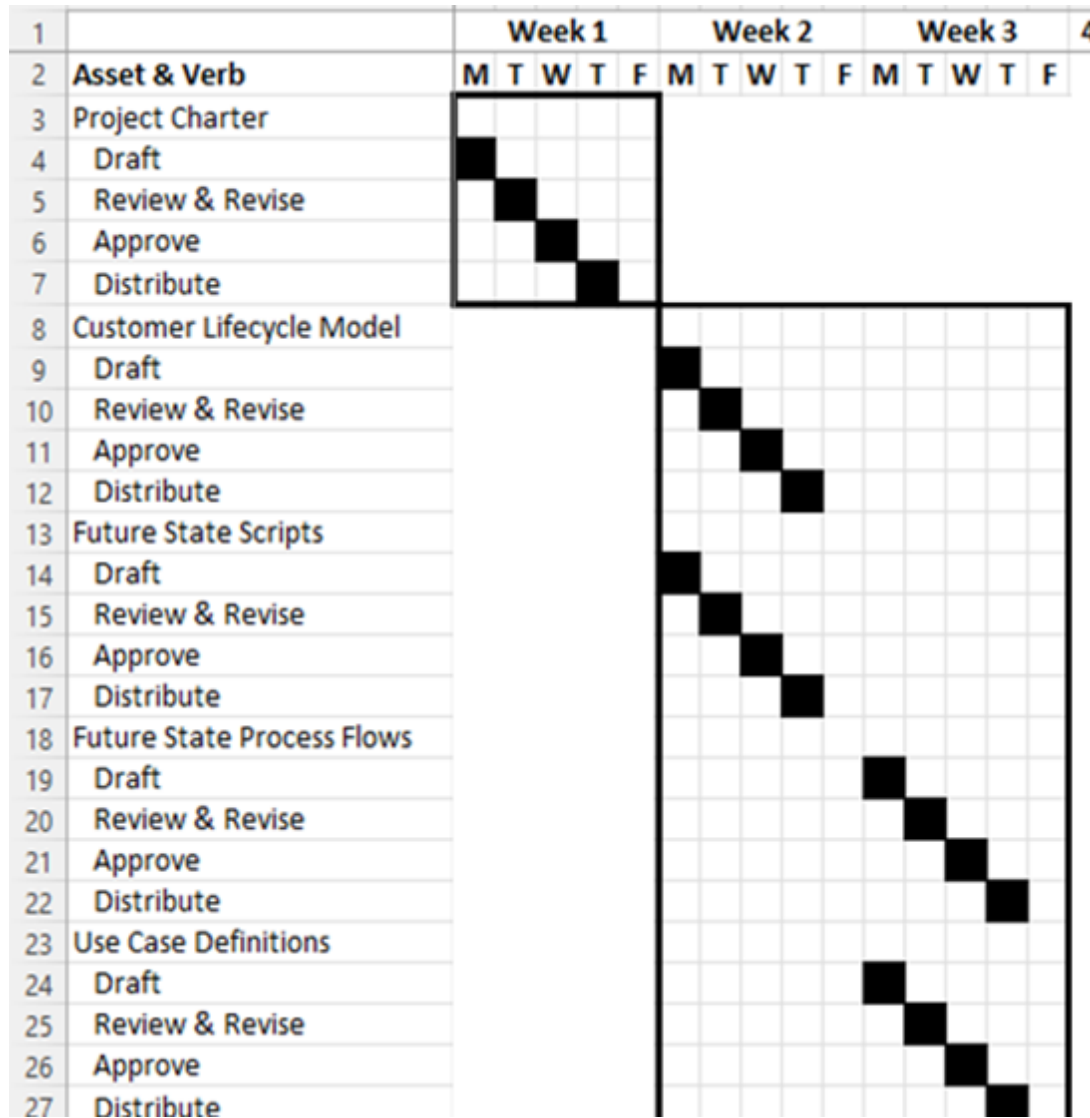 1 Week 1 Week 2 Week 3 4
2 Asset & Verb M T W T F M T W T F M T W T F
3 Project Charter
4 Draft
5 Review & Revise
6 Approve
7 Distribute
8 Customer Lifecycle Model
9 Draft
10 Review & Revise
11 Approve
12 Distribute
13 Future State Scripts
14 Draft
15 Review & Revise
16 Approve
17 Distribute
18 Future State Process Flows
19 Draft
20 Review & Revise
21 Approve
22 Distribute
23 Use Case Definitions
24 Draft
25 Review & Revise
26 Approve
27 Distribute